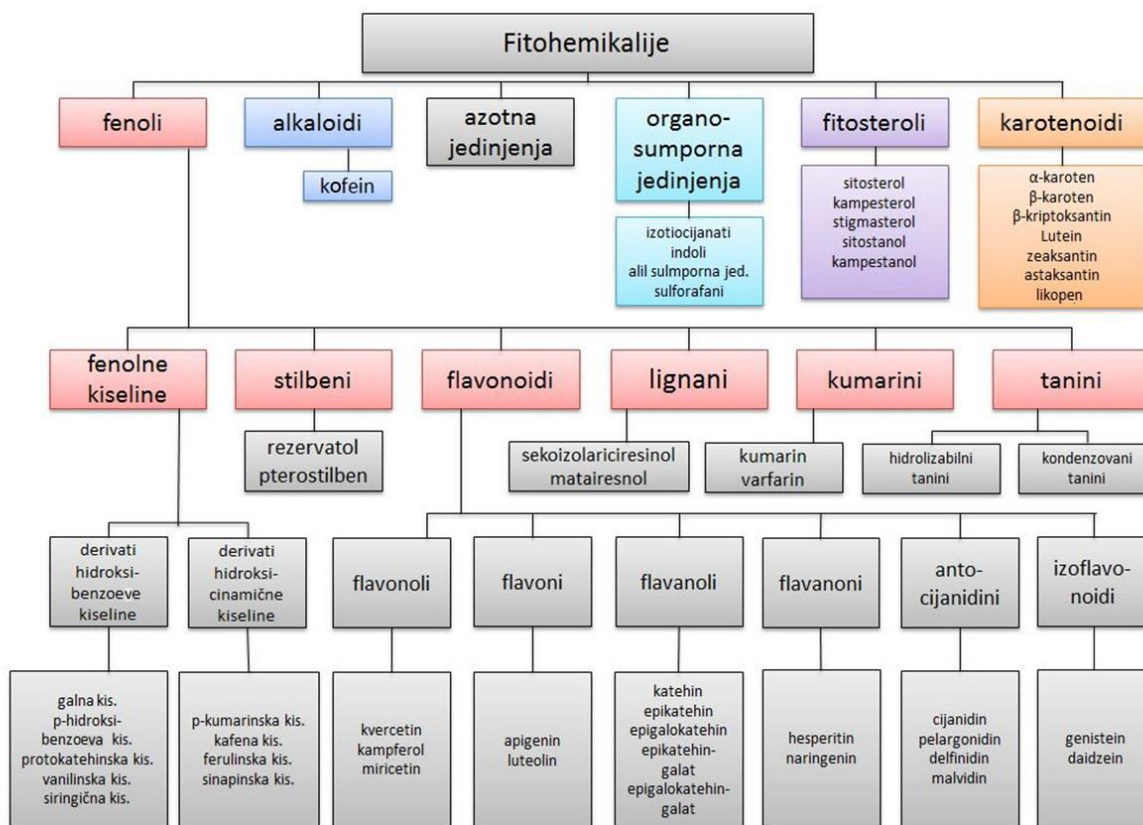 Fitohemikalije
fenoli
alkaloidi
azotna
jedinjenja
organo-
sumporna
jedinjenja
fitosteroli
karotenoidi
kofein
izotiocijanati
indoli
alil sulmporna jed.
sulforafani
sitosterol
kampesterol
stigmasterol
sitostanol
kampestanol
α-karoten
β-karoten
β-kriptoksantin
Lutein
zeaksantin
astaksantin
likopen
fenolne
kiseline
stilbeni
flavonoidi
lignani
kumarini
tanini
rezervatol
pterostilben
sekoizolariciresinol
matairesnol
kumarin
varfarin
hidrolizabilni
tanini
kondenzovani
tanini
derivati
hidroksi-
benzoeve
kiseline
derivati
hidroksi-
cinamične
kiseline
flavonoli
flavoni
flavanoli
flavanoni
anto-
cijanidini
izoflavo-
noidi
galna kis.
p-hidroksi-
benzoeva kis.
protokatehinska kis.
vanilinska kis.
siringična kis.
p-kumarinska kis.
kafena kis.
ferulinska kis.
sinapinska kis.
kvercetin
kampferol
miricetin
apigenin
luteolin
katehin
epikatehin
epigalokatehin
epikatehin-
galat
epigalokatehin-
galat
hesperitin
naringenin
cijanidin
pelargonidin
delfinidin
malvidin
genistein
daidzein